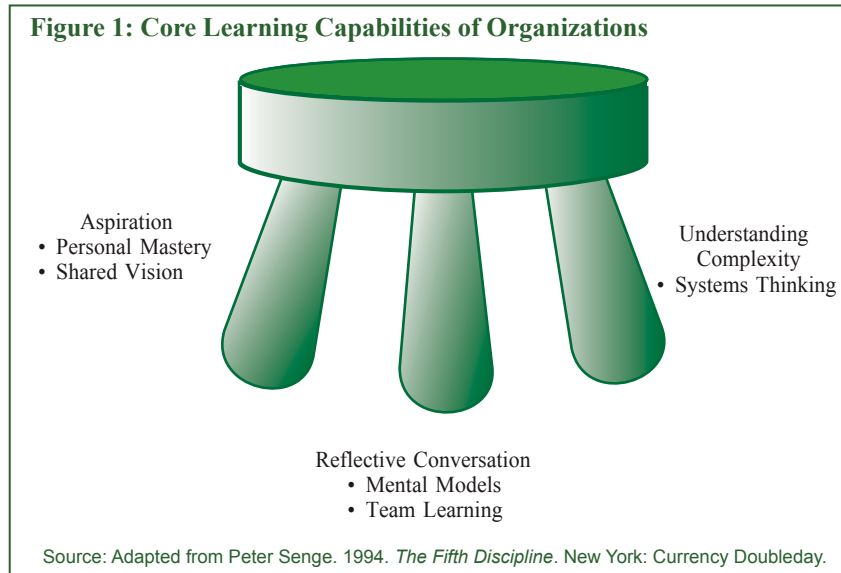 Figure 1: Core Learning Capabilities of Organizations
Aspiration
• Personal Mastery
• Shared Vision
Understanding
Complexity
• Systems Thinking
Reflective Conversation
• Mental Models
• Team Learning
Source: Adapted from Peter Senge. 1994. The Fifth Discipline. New York: Currency Doubleday.